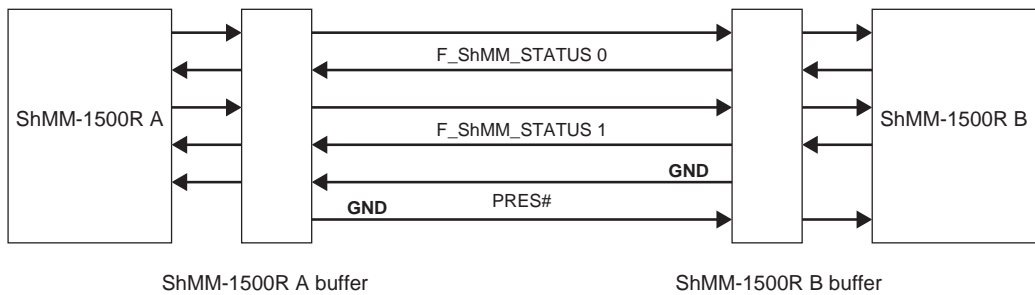 F_ShMM_STATUS 0
ShMM-1500R A
ShMM-1500R B
F_ShMM_STATUS 1
GND
PRES#
GND
ShMM-1500R A buffer
ShMM-1500R B buffer